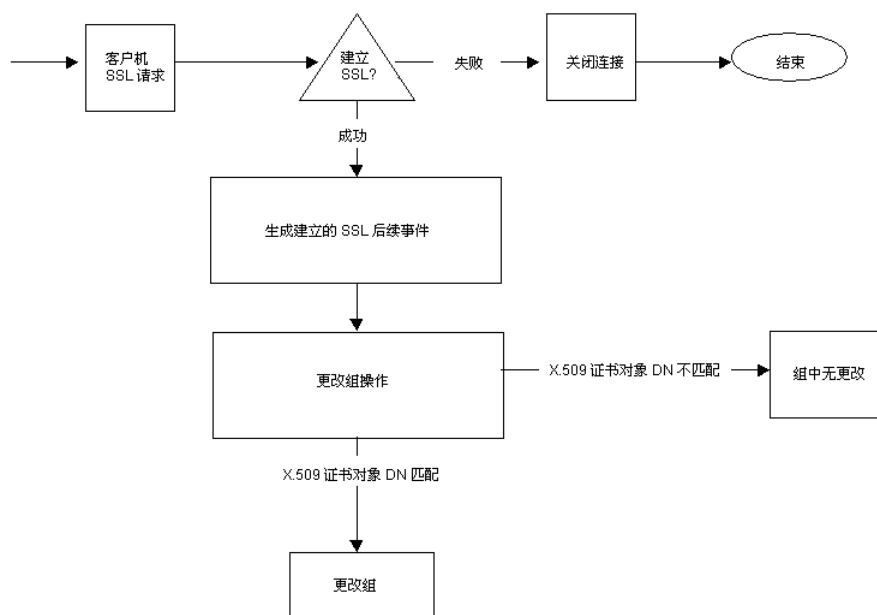 客户机
SSL 请求
建立
SSL?
失败
关闭连接
结束
成功
生成建立的 SSL 后续事件
更改组操作
X.509 证书对象 DN 不匹配
组中无更改
X.509 证书对象 DN 匹配
更改组